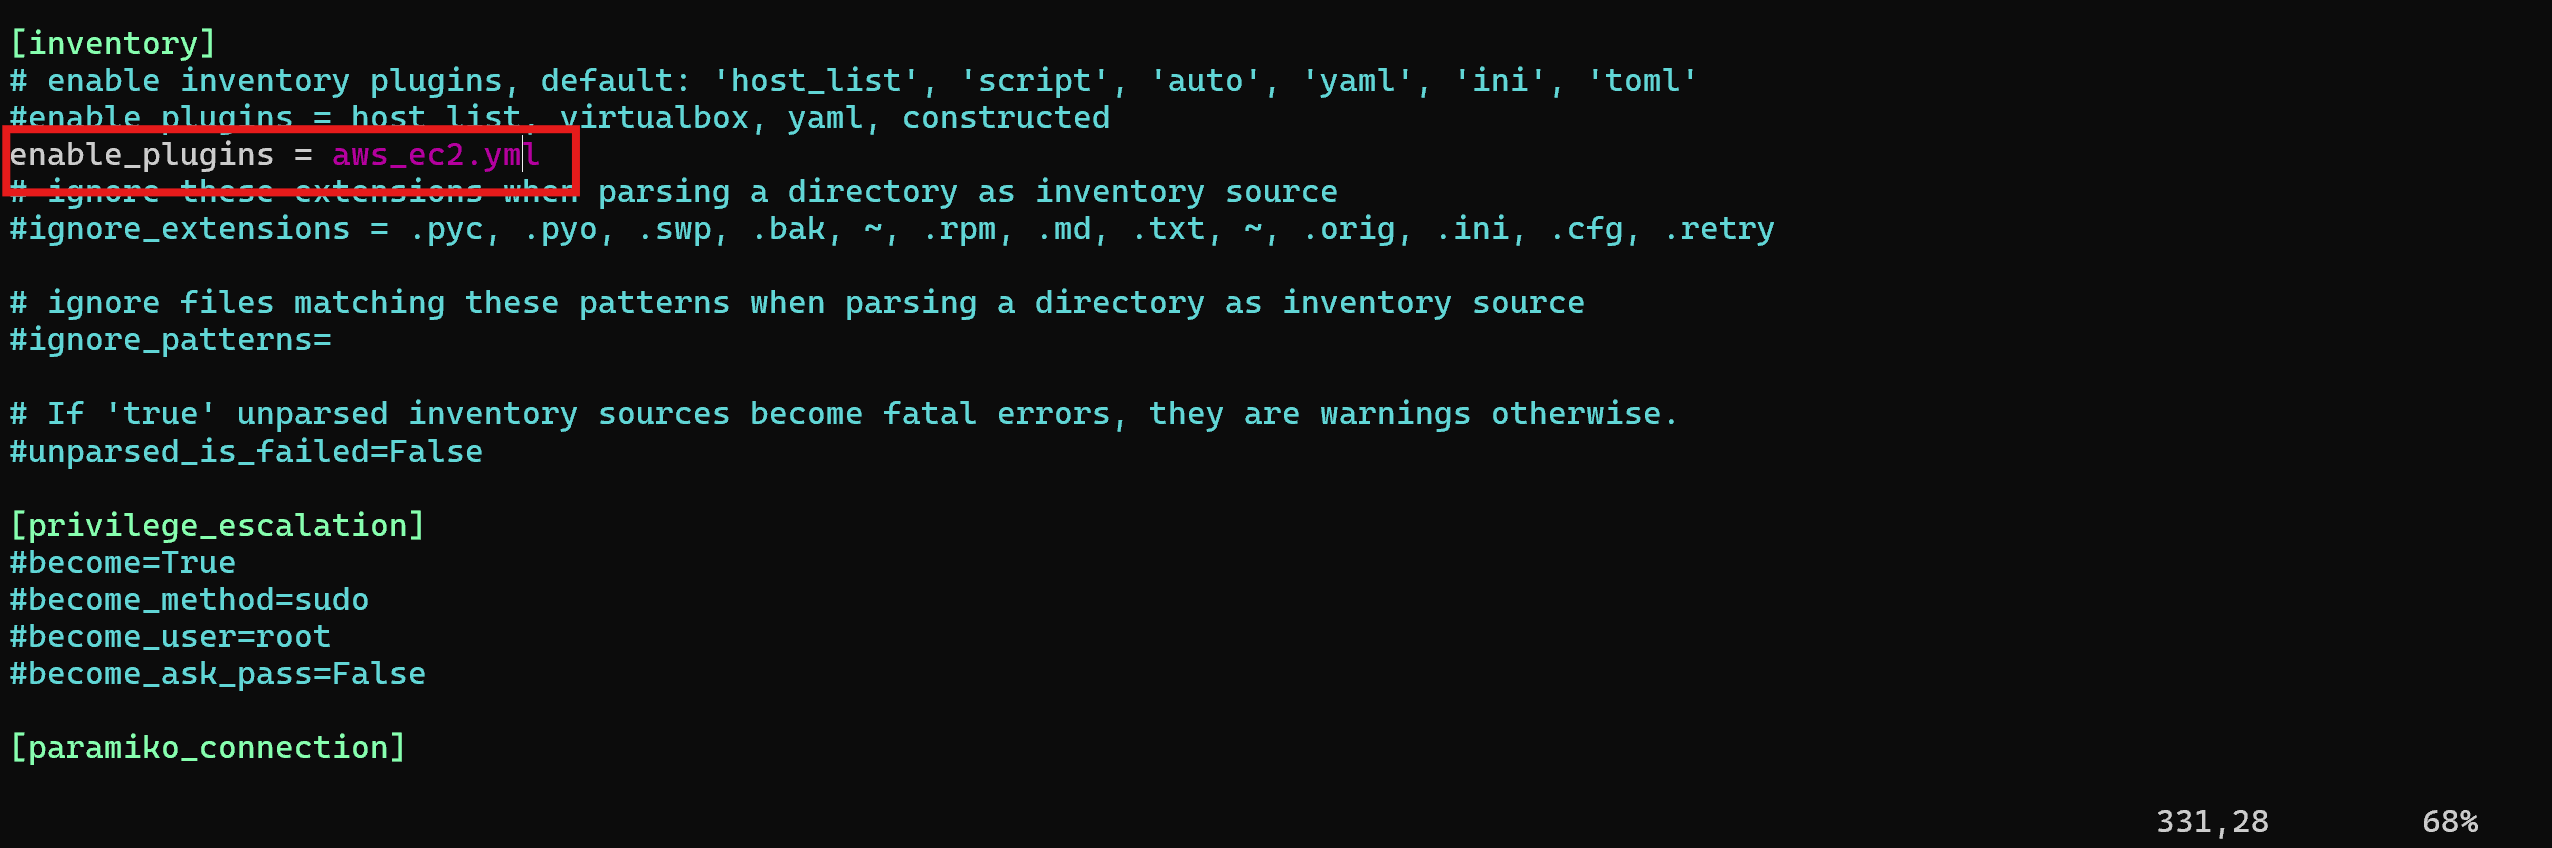 [inventory]
# enable inventory plugins, default: 'host_list', 'script', 'auto', 'yaml', 'ini', 'toml'
#enable_plugins = host_list, virtualbox, yaml, constructed
enable_plugins = aws_ec2.yml
# ignore these extensions when parsing a directory as inventory source
#ignore_extensions = .pyc, .pyo, .swp, .bak, ~, .rpm, .md, .txt, ~, .orig, .ini, .cfg, .retry
# ignore files matching these patterns when parsing a directory as inventory source
#ignore_patterns=
# If 'true' unparsed inventory sources become fatal errors, they are warnings otherwise.
#unparsed_is_failed=False
[privilege_escalation]
#become=True
#become_method=sudo
#become_user=root
#become_ask_pass=False
[paramiko_connection]
331,28 68%